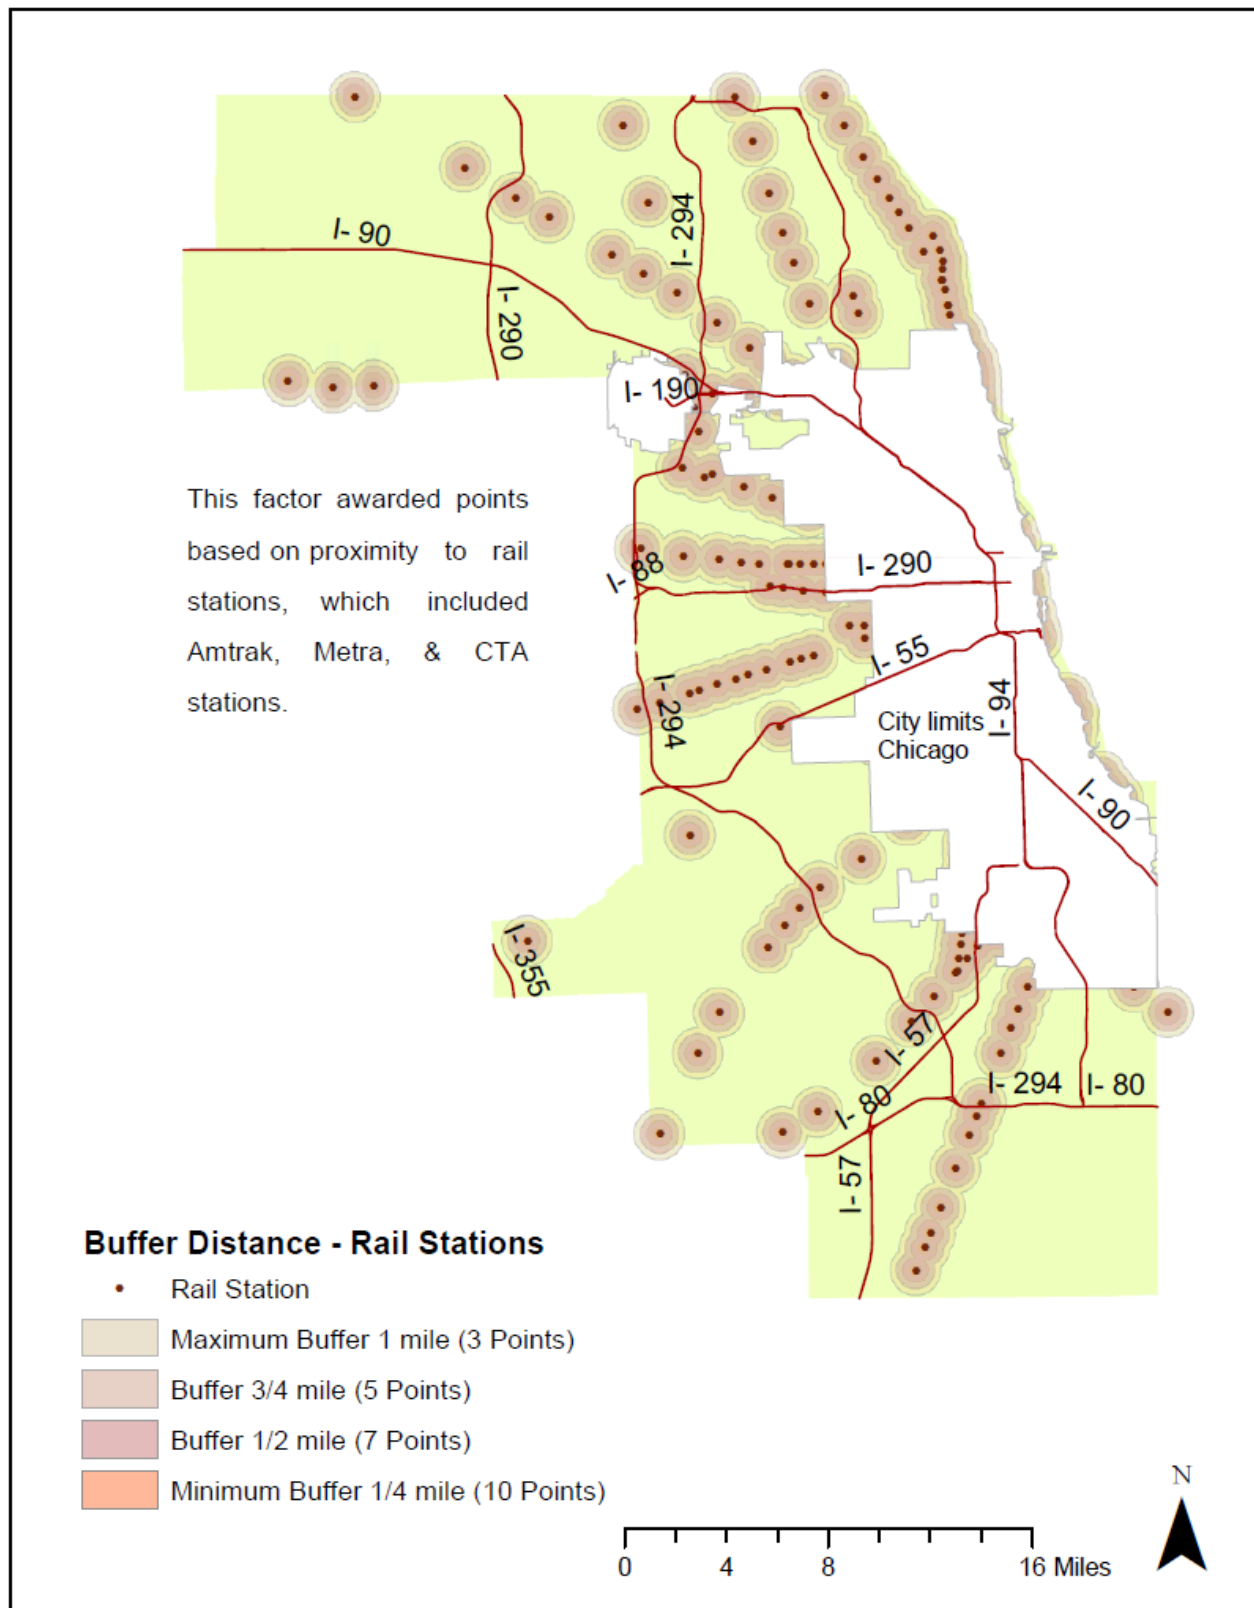 I- 90
I- 294
I- 290
I- 190
This factor awarded points
based on proximity to rail
stations, which included
Amtrak, Metra, & CTA
stations.
I- 88
I- 290
I- 55
I- 294
I- 94
City limits
Chicago
I- 90
I- 355
I- 57
I- 294
I- 80
I- 80
I- 57
Buffer Distance - Rail Stations
Rail Station
Maximum Buffer 1 mile (3 Points)
Buffer 3/4 mile (5 Points)
Buffer 1/2 mile (7 Points)
Minimum Buffer 1/4 mile (10 Points)
N
0 4 8 16 Miles